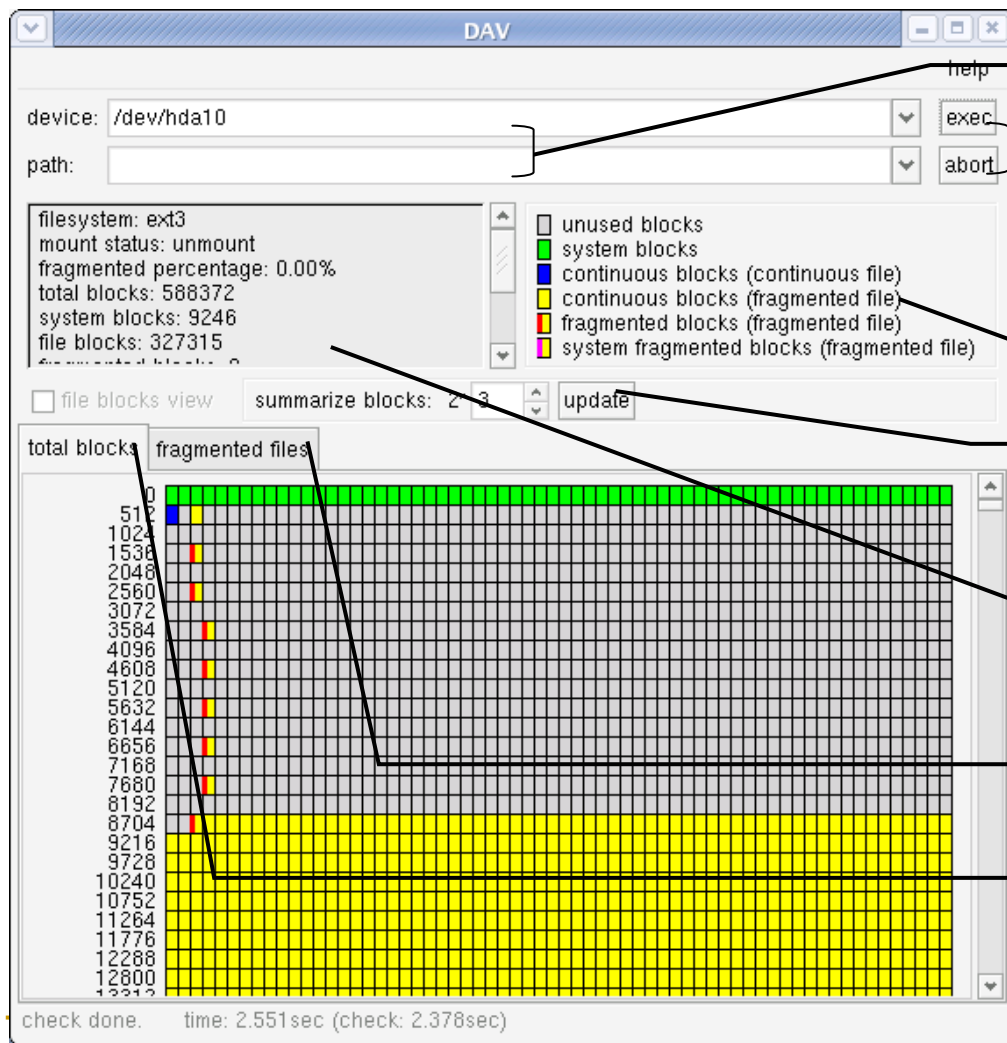 DAV
help
device: /dev/hda10
exec
path:
abort
filesystem: ext3
mount status: unmount
fragmented percentage: 0.00%
total blocks: 588372
system blocks: 9246
file blocks: 327315
unused blocks
system blocks
continuous blocks (continuous file)
continuous blocks (fragmented file)
fragmented blocks (fragmented file)
system fragmented blocks (fragmented file)
file blocks view
summarize blocks: 2^ 3
update
total blocks
fragmented files
0
512
1024
1536
2048
2560
3072
3584
4096
4608
5120
5632
6144
6656
7168
7680
8192
8704
9216
9728
10240
10752
11264
11776
12288
12800
check done. time: 2.551sec (check: 2.378sec)